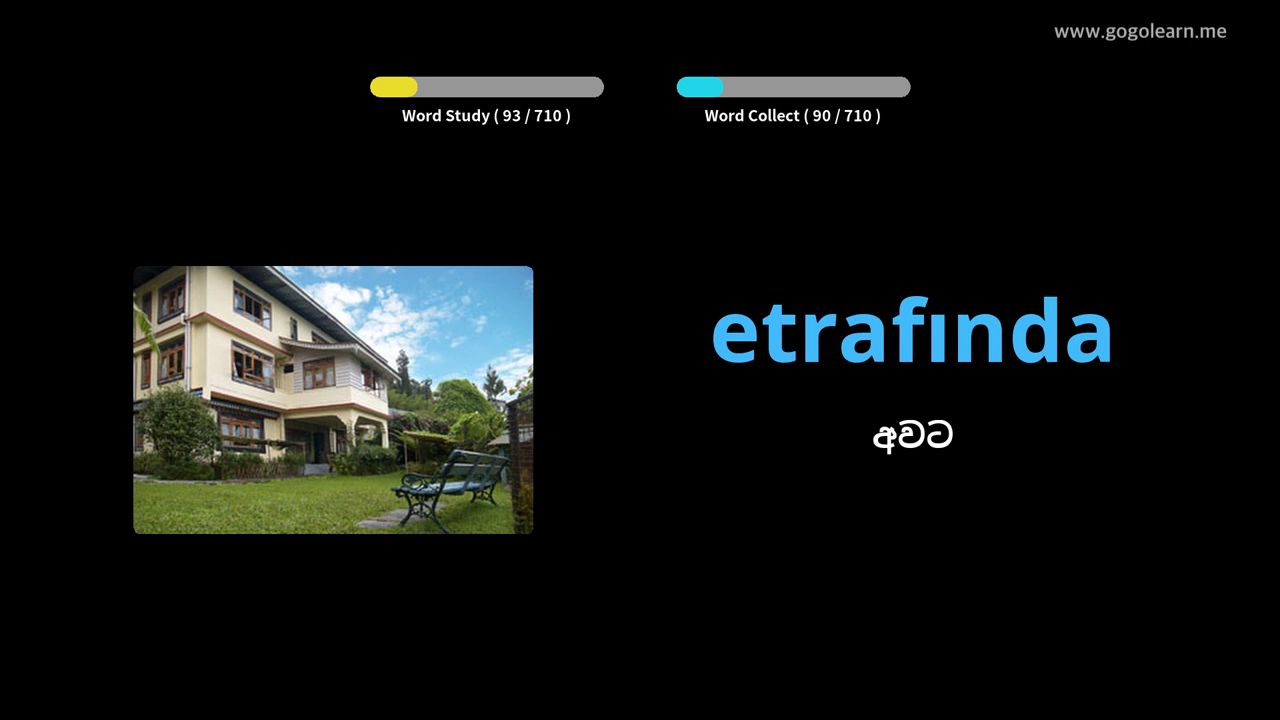 www.gogolearn.me
Word Study ( 93 / 710 )
Word Collect ( 90 / 710 )
etrafında
අවට